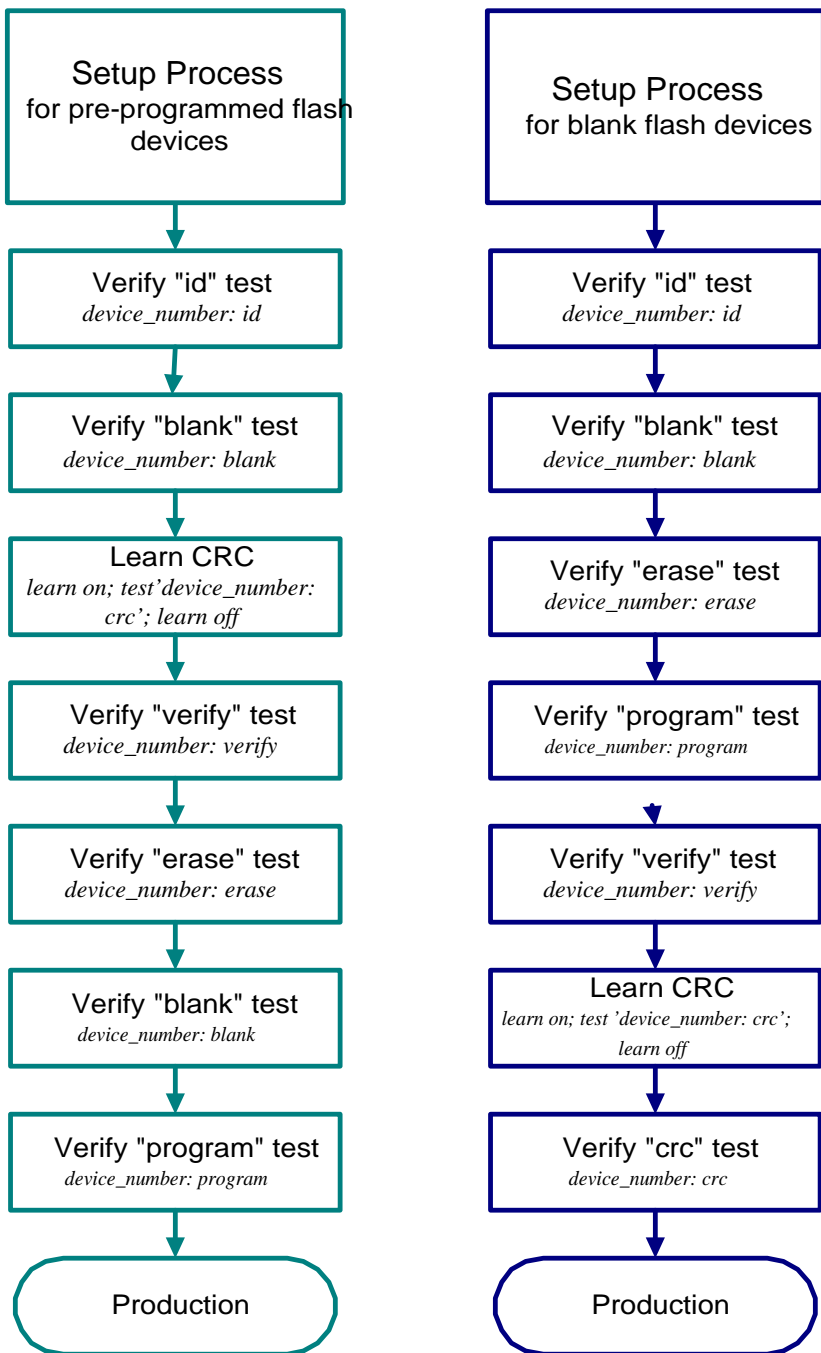 Setup Process
for pre-programmed flash
devices
Verify "id" test
device_number: id
Verify "blank" test
device_number: blank
Learn CRC
learn on; test’device_number:
crc’; learn off
Verify "verify" test
device_number: verify
Verify "erase" test
device_number: erase
Verify "blank" test
device_number: blank
Verify "program" test
device_number: program
Production
Setup Process
for blank flash devices
Verify "id" test
device_number: id
Verify "blank" test
device_number: blank
Verify "erase" test
device_number: erase
Verify "program" test
device_number: program
Verify "verify" test
device_number: verify
Learn CRC
learn on; test ’device_number: crc’;
learn off
Verify "crc" test
device_number: crc
Production